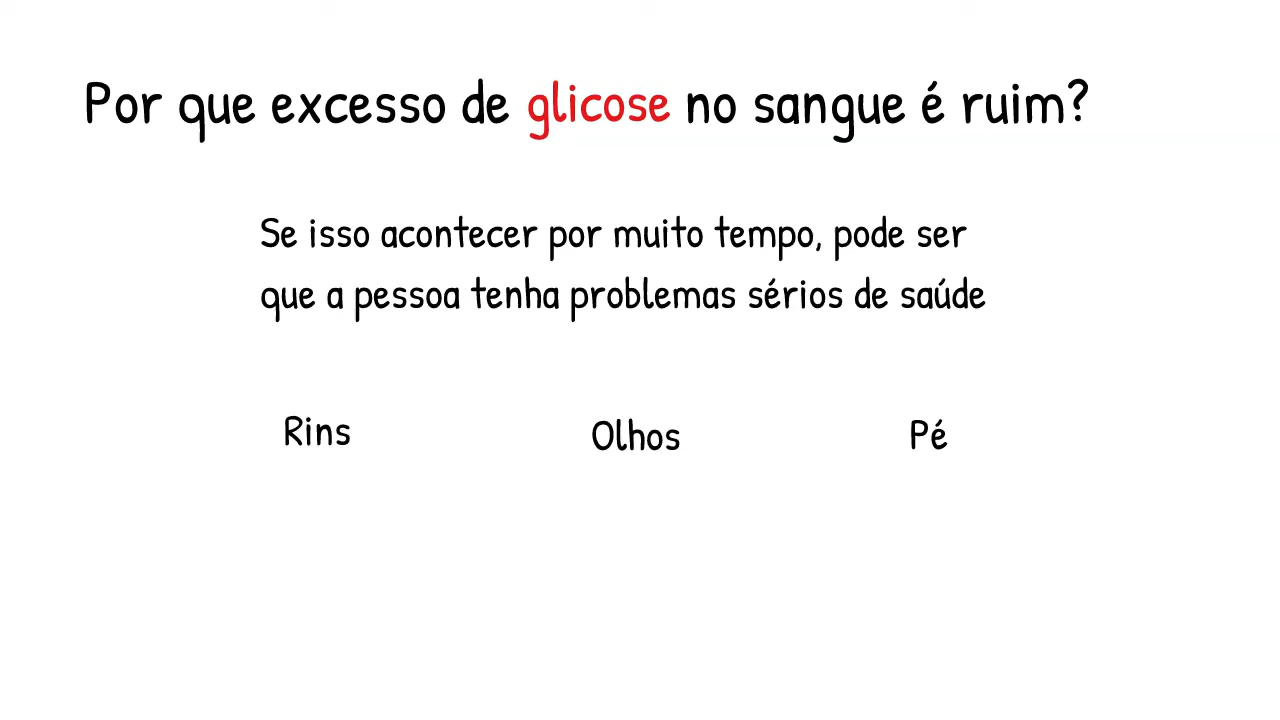 Por que excesso de glicose no sangue é ruim?
Se isso acontecer por muito tempo, pode ser
que a pessoa tenha problemas sérios de saúde
Rins
Olhos
Pé